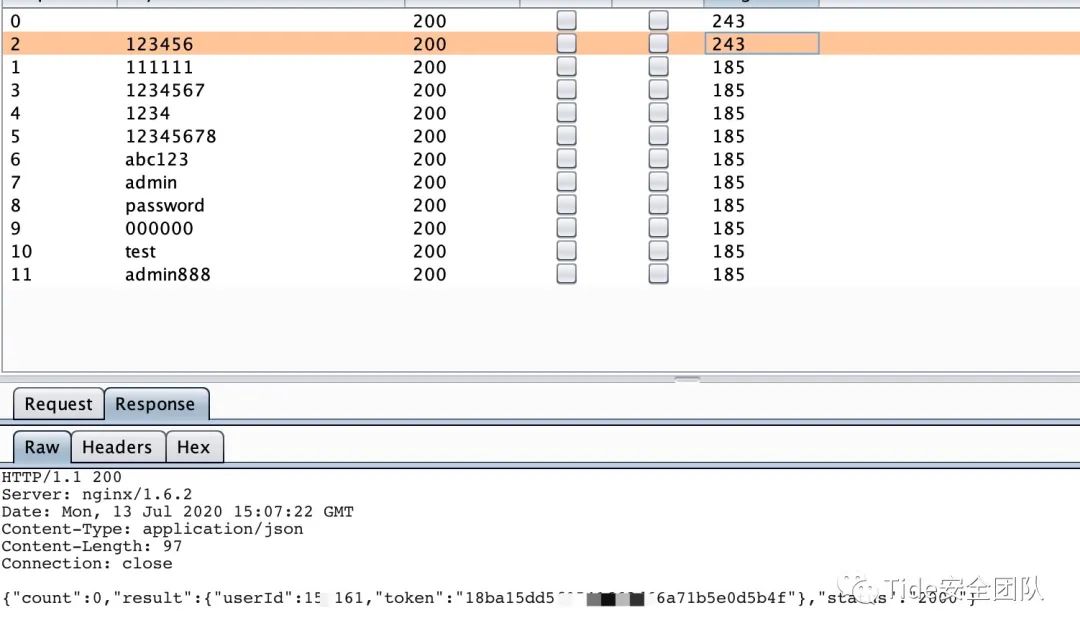 0 200 243
2 123456 200 243
1 111111 200 185
3 1234567 200 185
4 1234 200 185
5 12345678 200 185
6 abc123 200 185
7 admin 200 185
8 password 200 185
9 000000 200 185
10 test 200 185
11 admin888 200 185
Request Response
Raw Headers Hex
HTTP/1.1 200
Server: nginx/1.6.2
Date: Mon, 13 Jul 2020 15:07:22 GMT
Content-Type: application/json
Content-Length: 97
Connection: close
{"count":0,"result":{"userId":15 161,"token":"18ba15dd5 6a71b5e0d5b4f"},"status":"2000"}
Tide安全团队